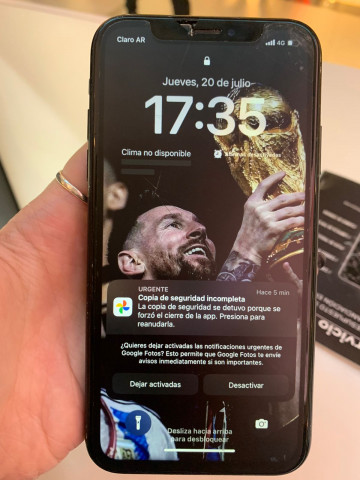 Claro AR
4G
Jueves, 20 de julio
17:35
Clima no disponible
URGENTE
Hace 5 min
Copia de seguridad incompleta
La copia de seguridad se detuvo porque se
forzó el cierre de la app. Presiona para
reanudarla.
¿Quieres dejar activadas las notificaciones urgentes de
Google Fotos? Esto permite que Google Fotos te envíe
avisos inmediatamente si son importantes.
Dejar activadas
Desactivar
Desliza hacia arriba
para desbloquear